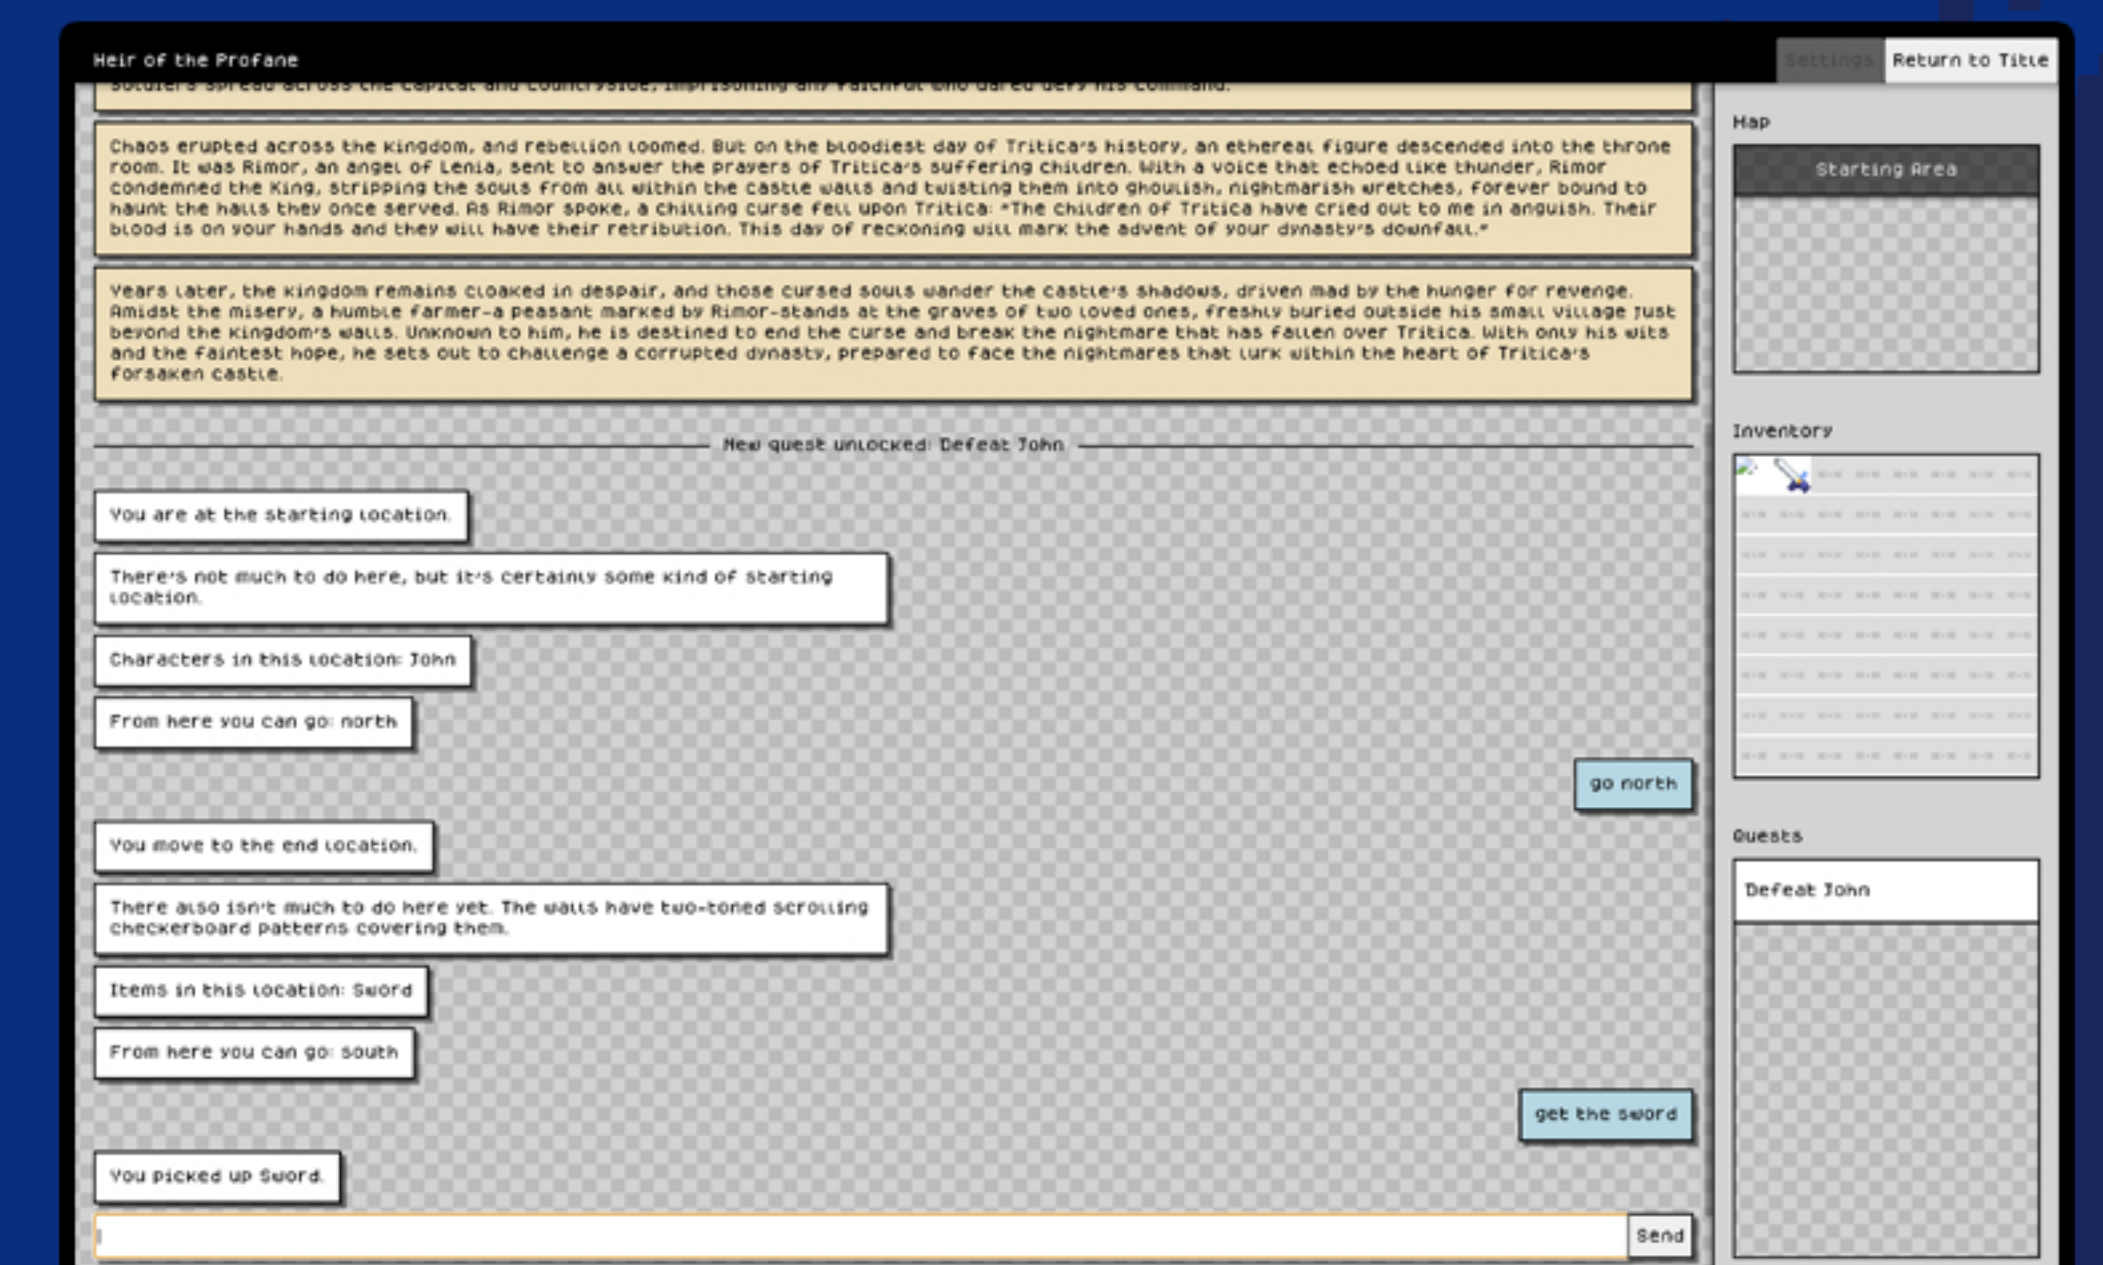 Heir of the Profane
Settings
Return to Title
soldiers spread across the capital and countryside, imprisoning any faithful who dared defy his command.
Chaos erupted across the kingdom, and rebellion loomed. But on the bloodiest day of Tritica's history, an ethereal figure descended into the throne
room. It was Rimor, an angel of Lenia, sent to answer the prayers of Tritica's suffering children. With a voice that echoed like thunder, Rimor
condemned the King, stripping the souls from all within the castle walls and twisting them into ghoulish, nightmarish wretches, forever bound to
haunt the halls they once served. As Rimor spoke, a chilling curse fell upon Tritica: "The children of Tritica have cried out to me in anguish. Their
blood is on your hands and they will have their retribution. This day of reckoning will mark the advent of your dynasty's downfall."
Years later, the kingdom remains cloaked in despair, and those cursed souls wander the castle's shadows, driven mad by the hunger for revenge.
Amidst the misery, a humble farmer-a peasant marked by Rimor-stands at the graves of two loved ones, freshly buried outside his small village just
beyond the kingdom's walls. Unknown to him, he is destined to end the curse and break the nightmare that has fallen over Tritica. With only his wits
and the faintest hope, he sets out to challenge a corrupted dynasty, prepared to face the nightmares that lurk within the heart of Tritica's
forsaken castle.
New quest unlocked: Defeat John
You are at the starting location.
There's not much to do here, but it's certainly some kind of starting
location.
Characters in this location: John
From here you can go: north
go north
You move to the end location.
There also isn't much to do here yet. The walls have two-toned scrolling
checkerboard patterns covering them.
Items in this location: Sword
From here you can go: south
get the sword
You picked up Sword.
Send
Map
Starting Area
Inventory
Quests
Defeat John